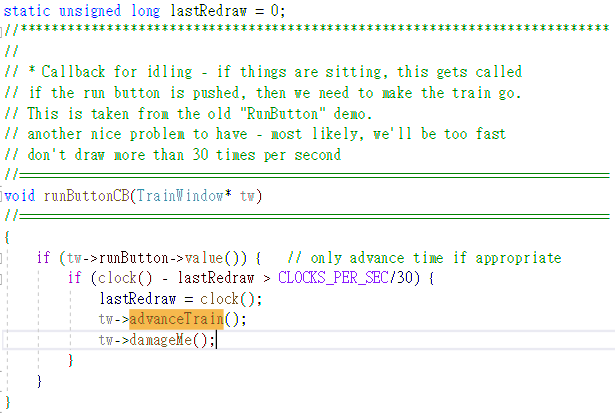 static unsigned long lastRedraw = 0;
//***************************************************************************
//
// * Callback for idling - if things are sitting, this gets called
// if the run button is pushed, then we need to make the train go.
// This is taken from the old "RunButton" demo.
// another nice problem to have - most likely, we'll be too fast
// don't draw more than 30 times per second
//===========================================================================
void runButtonCB(TrainWindow* tw)
//===========================================================================
{
    if (tw->runButton->value()) {   // only advance time if appropriate
        if (clock() - lastRedraw > CLOCKS_PER_SEC/30) {
            lastRedraw = clock();
            tw->advanceTrain();
            tw->damageMe();
        }
    }
}